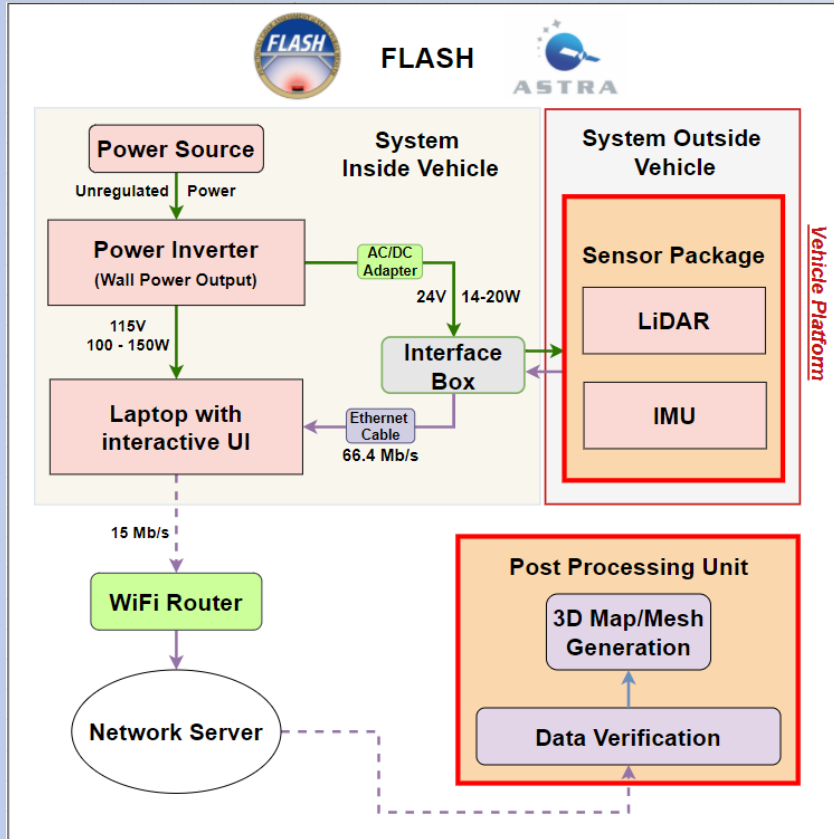 FLASH
FLASH
ASTRA
System
Inside Vehicle
Power Source
Unregulated Power
Power Inverter
(Wall Power Output)
AC/DC
Adapter
24V 14-20W
115V
100 - 150W
Interface
Box
Laptop with
interactive UI
Ethernet
Cable
66.4 Mb/s
System Outside
Vehicle
Sensor Package
LiDAR
IMU
Vehicle Platform
15 Mb/s
WiFi Router
Network Server
Post Processing Unit
3D Map/Mesh
Generation
Data Verification